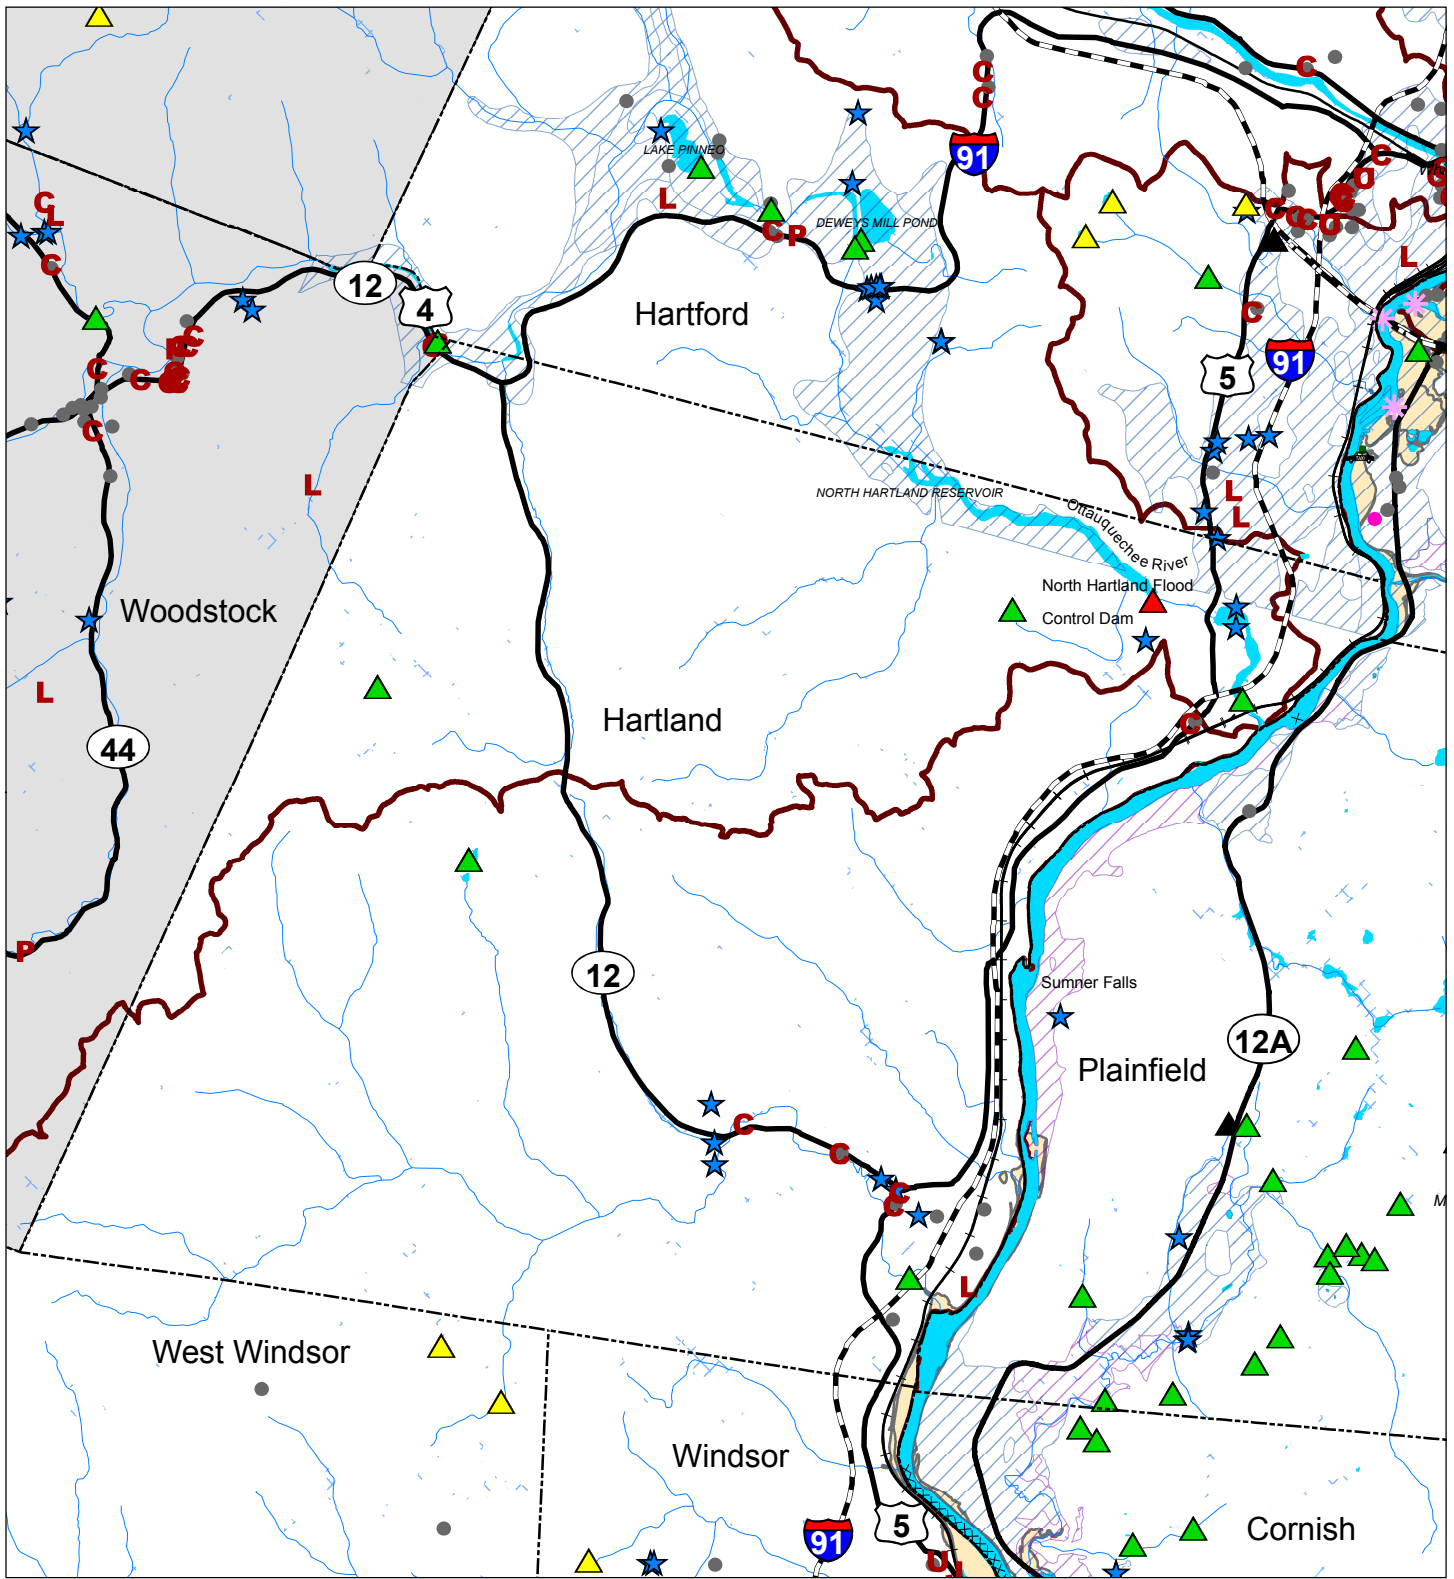 C
C
C
C
Wh
LAKE PINNEO
91
C
U
C
L
L
C
C
C
C
U
C
P
DEWEYS MILL POND
L
C
12
4
Hartford
C
C
P
C
C
C
5
91
C
L
L
L
NORTH HARTLAND RESERVOIR
Ottauquechee River
North Hartland Flood
Control Dam
Woodstock
L
Hartland
C
44
P
12
Sumner Falls
12A
Plainfield
C
C
C
C
M
L
West Windsor
Windsor
5
91
Cornish
U